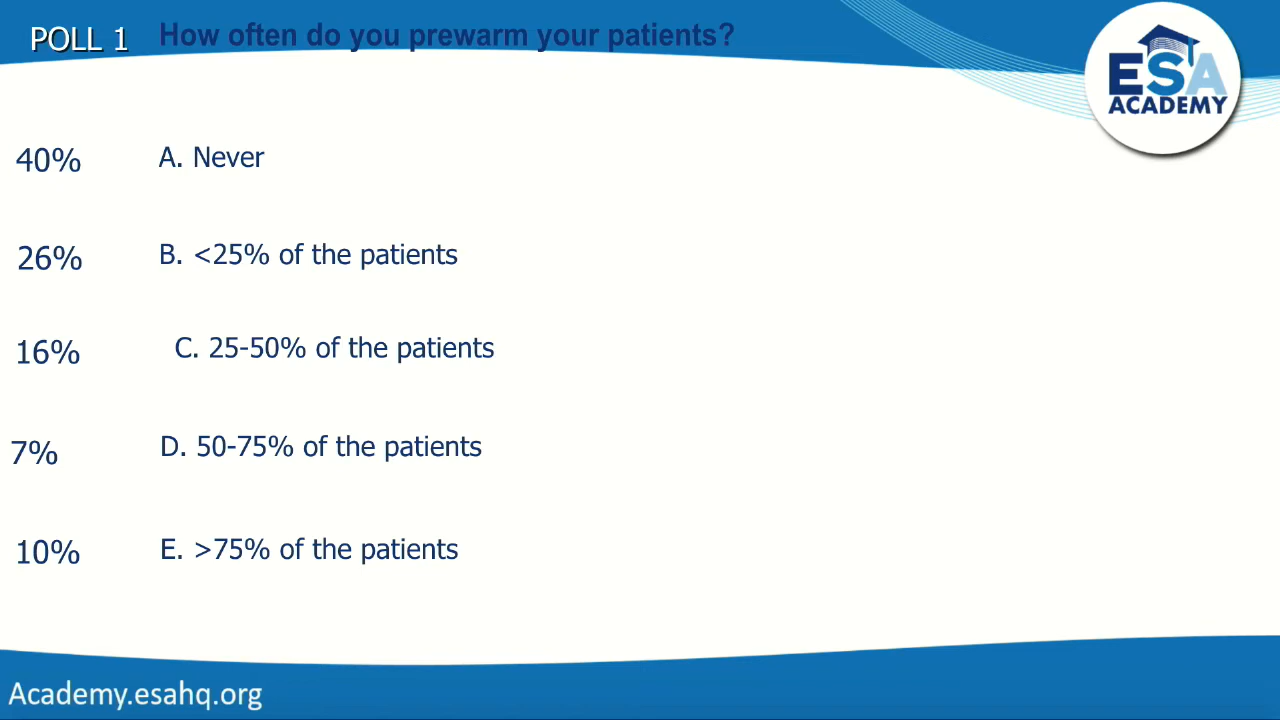 POLL 1 How often do you prewarm your patients?
ESA
ACADEMY
40% A. Never
26% B. <25% of the patients
16% C. 25-50% of the patients
7% D. 50-75% of the patients
10% E. >75% of the patients
Academy.esahq.org